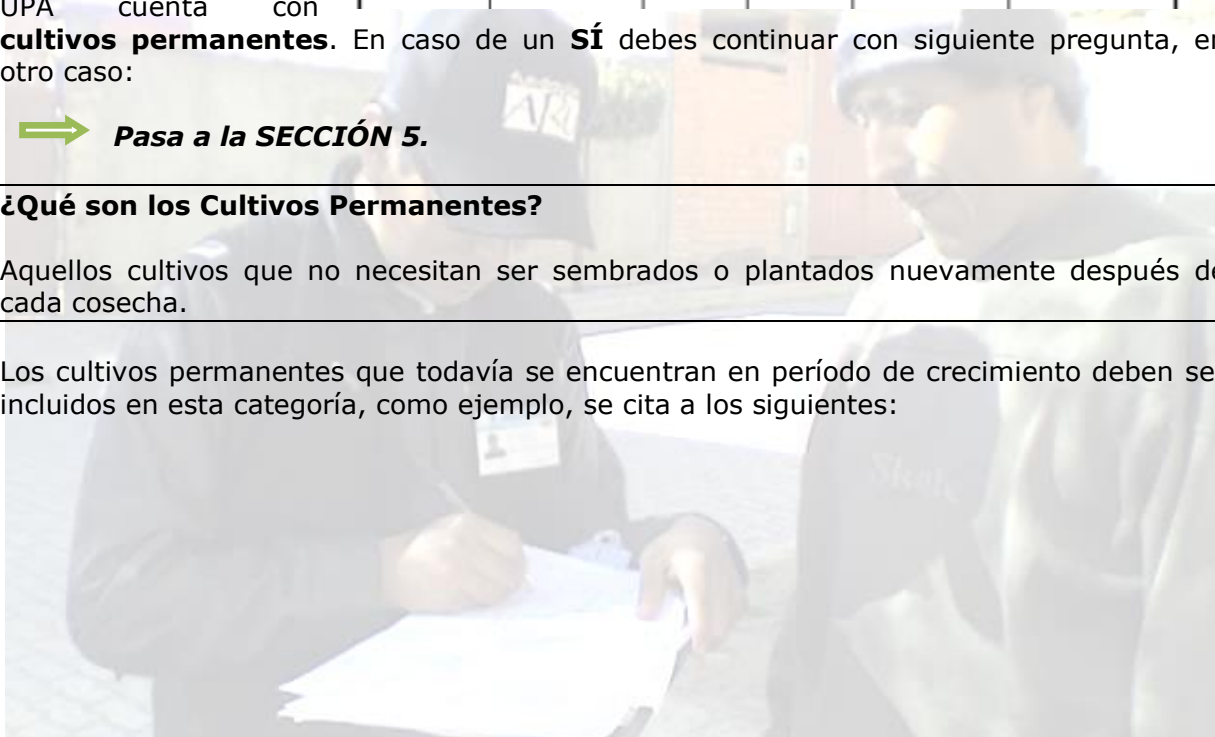 UPA cuenta con
cultivos permanentes. En caso de un SÍ debes continuar con siguiente pregunta, en
otro caso:
Pasa a la SECCIÓN 5.
¿Qué son los Cultivos Permanentes?
Aquellos cultivos que no necesitan ser sembrados o plantados nuevamente después de
cada cosecha.
Los cultivos permanentes que todavía se encuentran en período de crecimiento deben se
incluidos en esta categoría, como ejemplo, se cita a los siguientes: